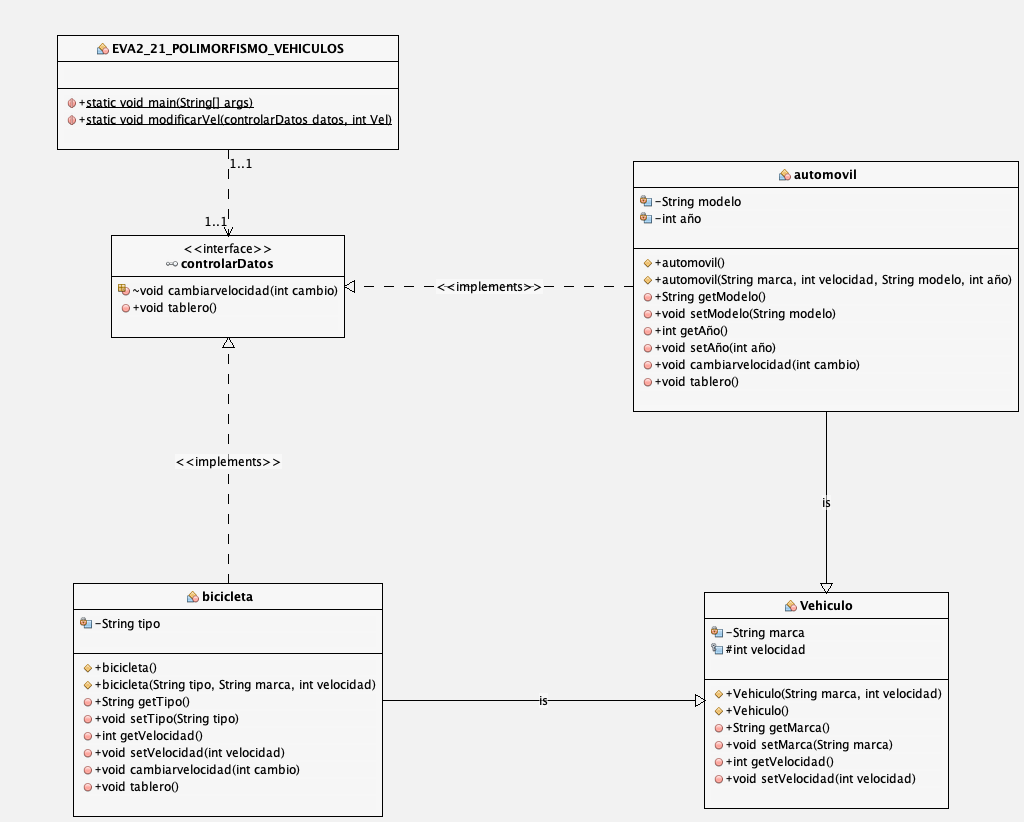 EVA2_21_POLIMORFISMO_VEHICULOS
+static void main(String[] args)
+static void modificarVel(controlarDatos datos, int Vel)
1..1
1..1
<<interface>>
controlarDatos
~void cambiarvelocidad(int cambio)
+void tablero()
<<implements>>
automovil
-String modelo
-int año
+automovil()
+automovil(String marca, int velocidad, String modelo, int año)
+String getModelo()
+void setModelo(String modelo)
+int getAño()
+void setAño(int año)
+void cambiarvelocidad(int cambio)
+void tablero()
<<implements>>
is
bicicleta
-String tipo
+bicicleta()
+bicicleta(String tipo, String marca, int velocidad)
+String getTipo()
+void setTipo(String tipo)
+int getVelocidad()
+void setVelocidad(int velocidad)
+void cambiarvelocidad(int cambio)
+void tablero()
is
Vehiculo
-String marca
#int velocidad
+Vehiculo(String marca, int velocidad)
+Vehiculo()
+String getMarca()
+void setMarca(String marca)
+int getVelocidad()
+void setVelocidad(int velocidad)